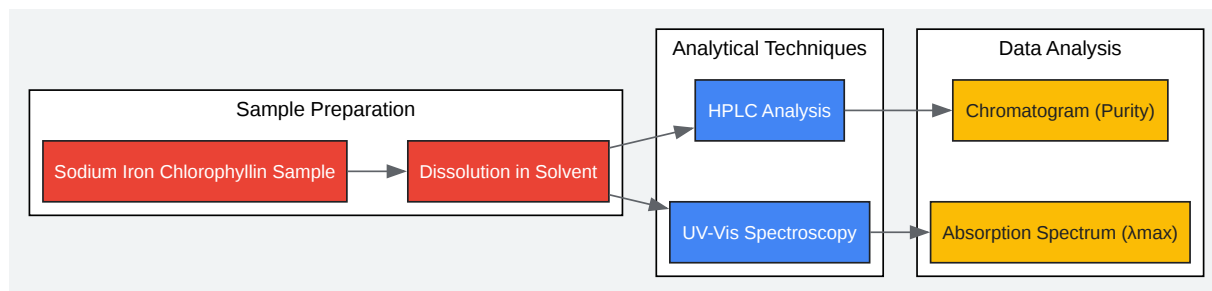 Sample Preparation
Sodium Iron Chlorophyllin Sample
Dissolution in Solvent
Analytical Techniques
HPLC Analysis
UV-Vis Spectroscopy
Data Analysis
Chromatogram (Purity)
Absorption Spectrum (λmax)